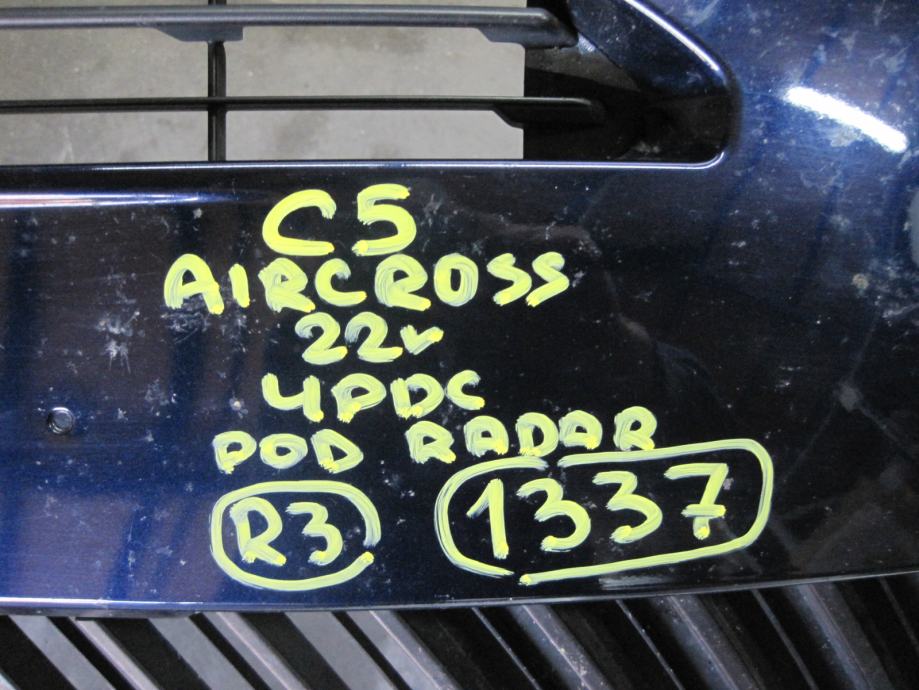 C5
AIRCROSS
22r
4PDC
POD RADAR
R3 1337